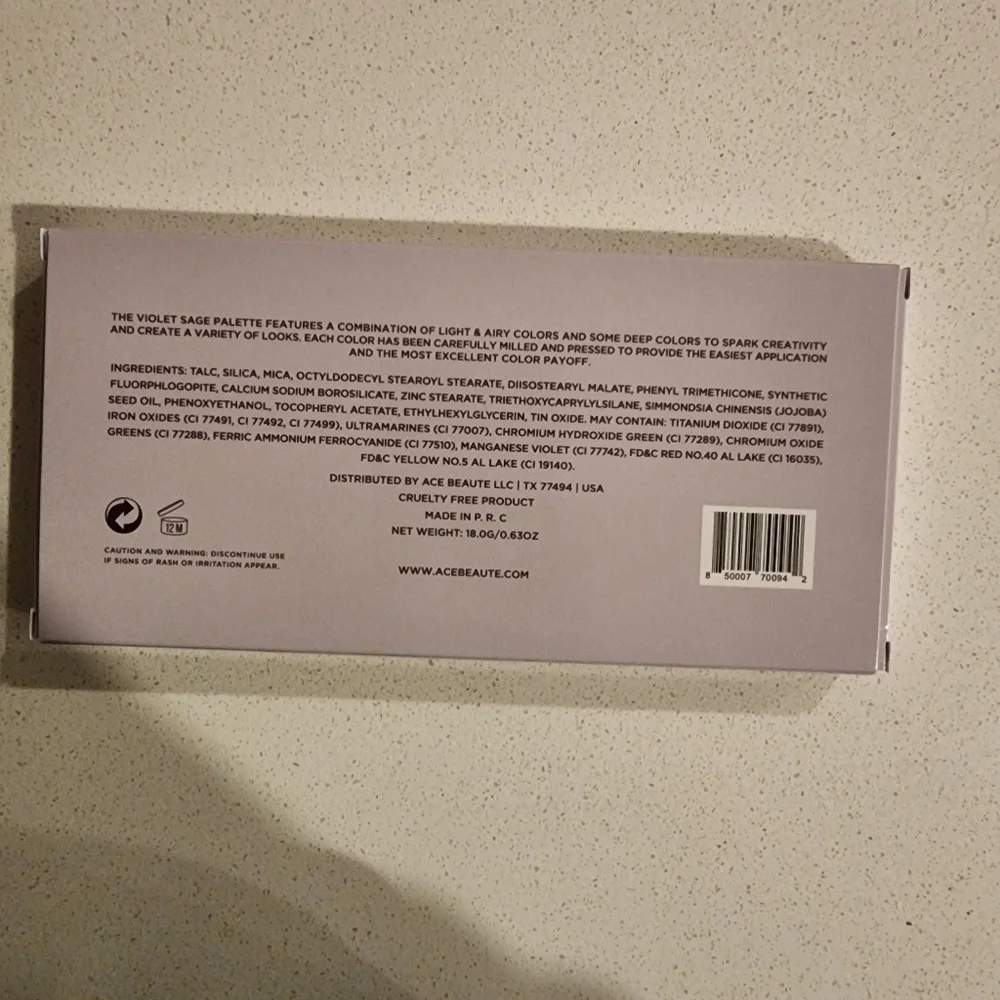 THE VIOLET SAGE PALETTE FEATURES A COMBINATION OF LIGHT & AIRY COLORS AND SOME DEEP COLORS TO SPARK CREATIVITY
AND CREATE A VARIETY OF LOOKS. EACH COLOR HAS BEEN CAREFULLY MILLED AND PRESSED TO PROVIDE THE EASIEST APPLICATION
AND THE MOST EXCELLENT COLOR PAYOFF.
INGREDIENTS: TALC, SILICA, MICA, OCTYLDODECYL STEAROYL STEARATE, DIISOSTEARYL MALATE, PHENYL TRIMETHICONE, SYNTHETIC
FLUORPHLOGOPITE, CALCIUM SODIUM BOROSILICATE, ZINC STEARATE, TRIETHOXYCAPRYLYLSILANE, SIMMONDSIA CHINENSIS (JOJOBA)
SEED OIL, PHENOXYETHANOL, TOCOPHERYL ACETATE, ETHYLHEXYLGLYCERIN, TIN OXIDE. MAY CONTAIN: TITANIUM DIOXIDE (CI 77891),
IRON OXIDES (CI 77491, CI 77492, CI 77499), ULTRAMARINES (CI 77007), CHROMIUM HYDROXIDE GREEN (CI 77289), CHROMIUM OXIDE
GREENS (CI 77288), FERRIC AMMONIUM FERROCYANIDE (CI 77510), MANGANESE VIOLET (CI 77742), FD&C RED NO.40 AL LAKE (CI 16035),
FD&C YELLOW NO.5 AL LAKE (CI 19140).
DISTRIBUTED BY ACE BEAUTE LLC | TX 77494 | USA
CRUELTY FREE PRODUCT
MADE IN P. R. C
NET WEIGHT: 18.0G/0.63OZ
12 M
CAUTION AND WARNING: DISCONTINUE USE
IF SIGNS OF RASH OR IRRITATION APPEAR.
WWW.ACEBEAUTE.COM
8 50007 70094 2